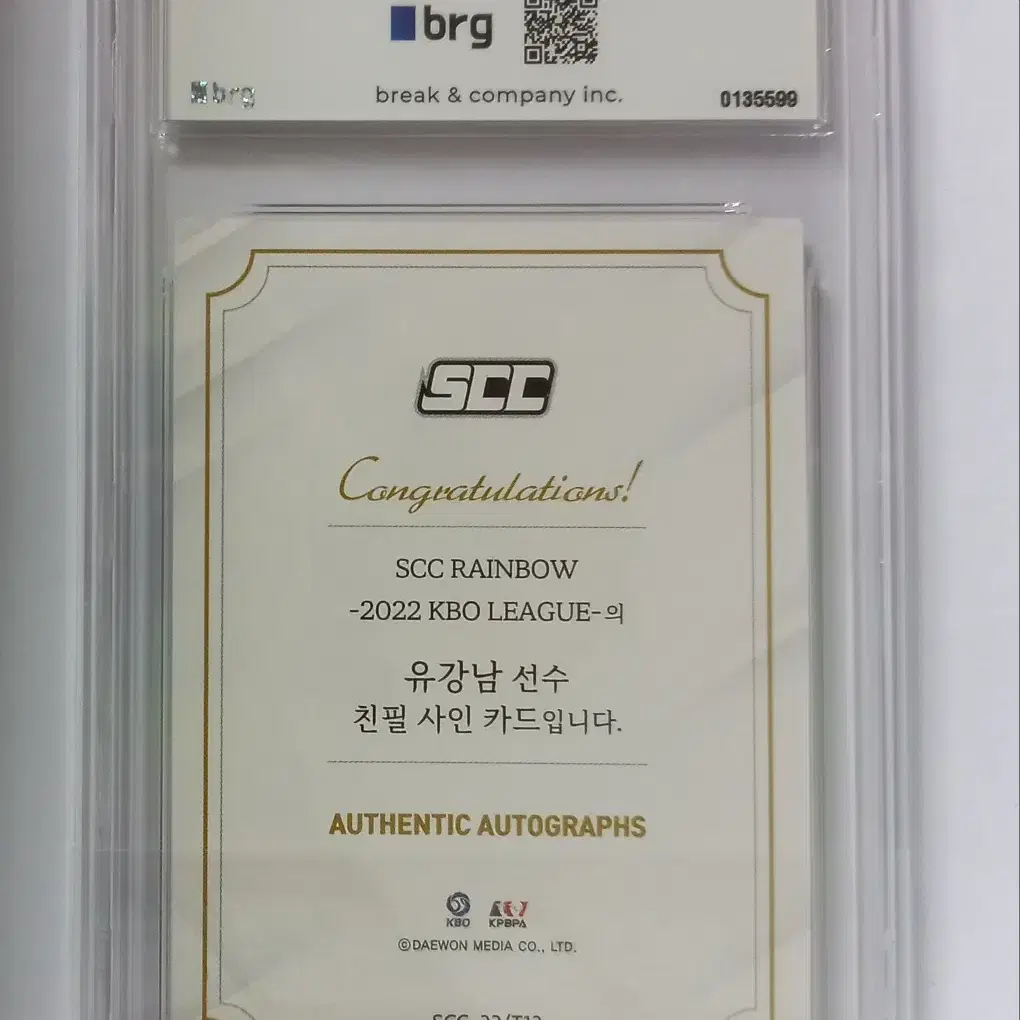 brg
brg
break & company inc.
0135599
SCC
Congratulations!
SCC RAINBOW
-2022 KBO LEAGUE-의
유강남 선수
친필 사인 카드입니다.
AUTHENTIC AUTOGRAPHS
KBO
KPBPA
©DAEWON MEDIA CO., LTD.